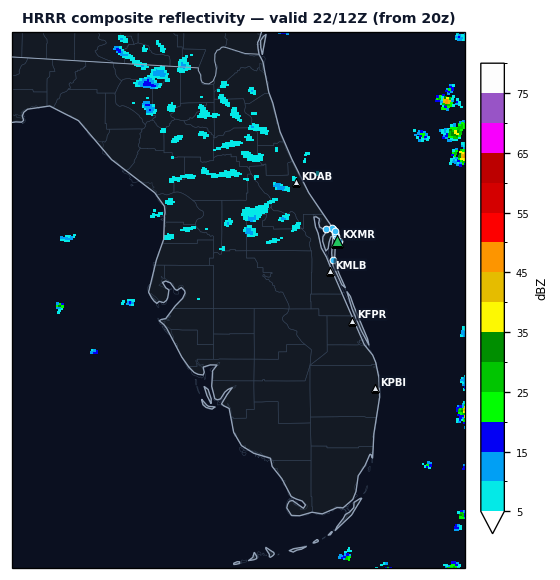 HRRR composite reflectivity — valid 22/12Z (from 20z)
KDAB
KXMR
KMLB
KFPR
KPBI
75
65
55
45
35
25
15
5
dBZ